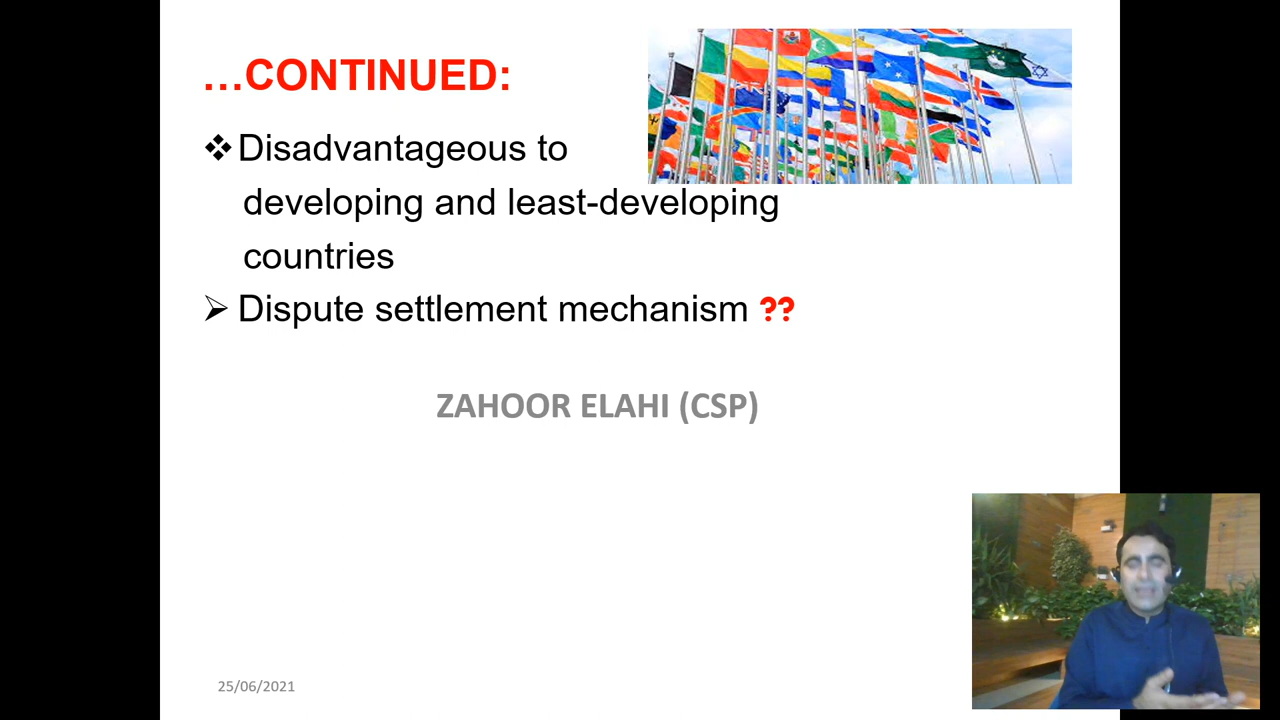 ...CONTINUED:
❖ Disadvantageous to
developing and least-developing
countries
➢ Dispute settlement mechanism ??
ZAHOOR ELAHI (CSP)
25/06/2021